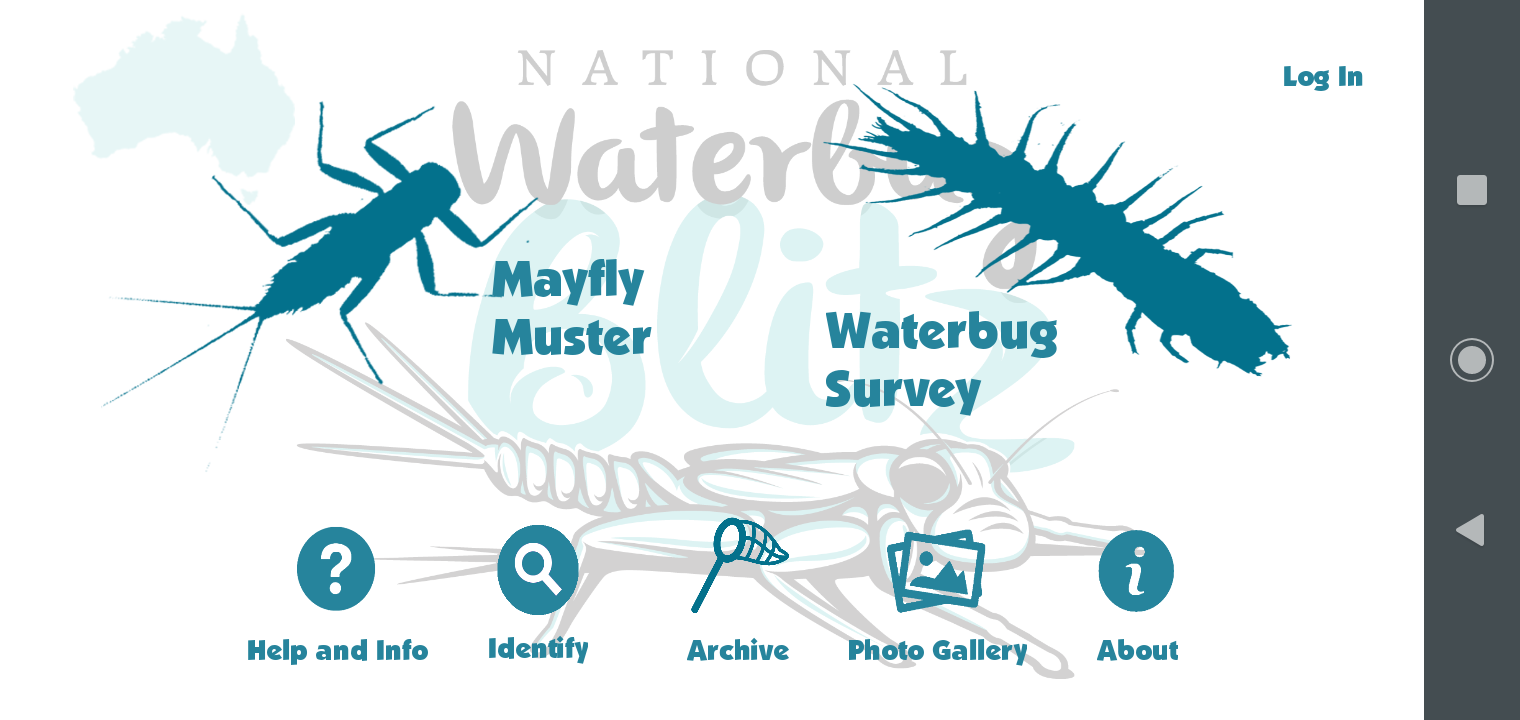 NATIONAL
Log In
Waterbug
Blitz
Mayfly
Muster
Waterbug
Survey
Help and Info
Identify
Archive
Photo Gallery
About